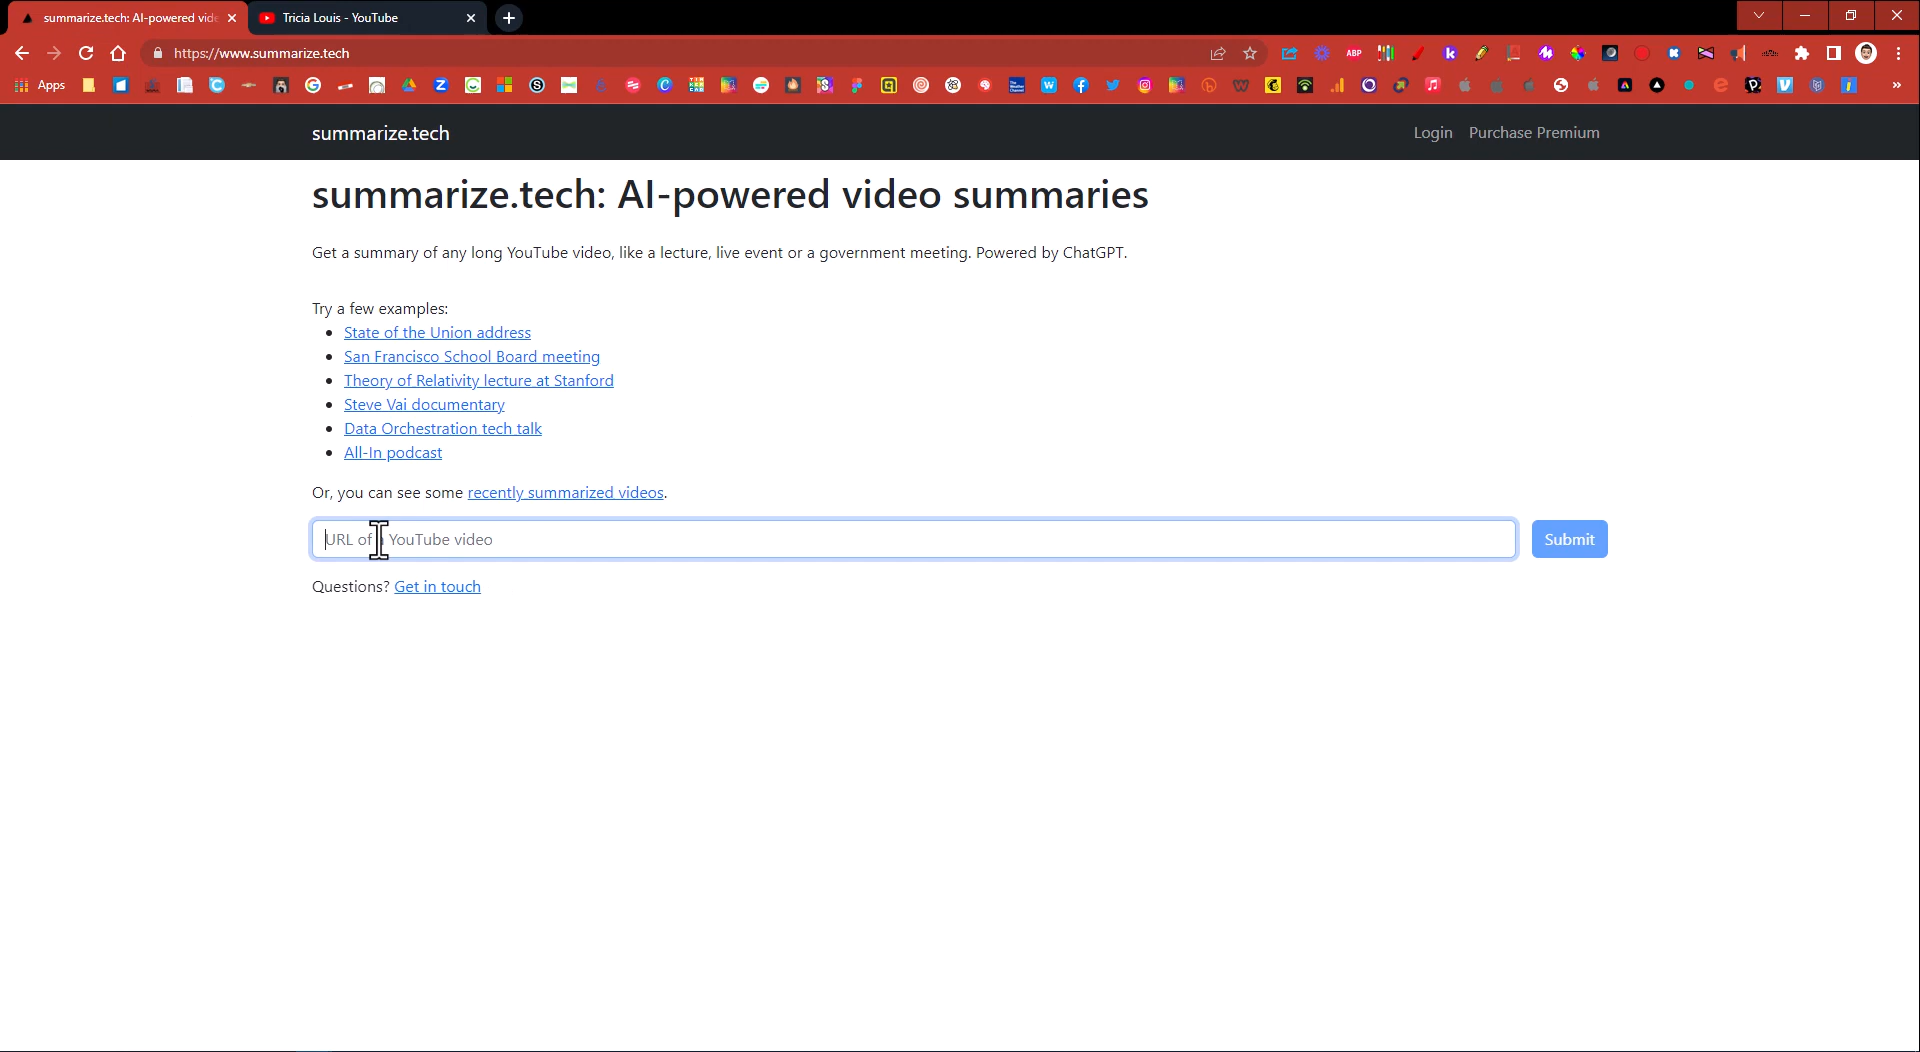 summarize.tech: AI-powered vide
Tricia Louis - YouTube
https://www.summarize.tech
ABP
Apps
summarize.tech
Login
Purchase Premium
summarize.tech: AI-powered video summaries
Get a summary of any long YouTube video, like a lecture, live event or a government meeting. Powered by ChatGPT.
Try a few examples:
State of the Union address
San Francisco School Board meeting
Theory of Relativity lecture at Stanford
Steve Vai documentary
Data Orchestration tech talk
All-In podcast
Or, you can see some recently summarized videos.
URL of a YouTube video
Submit
Questions? Get in touch